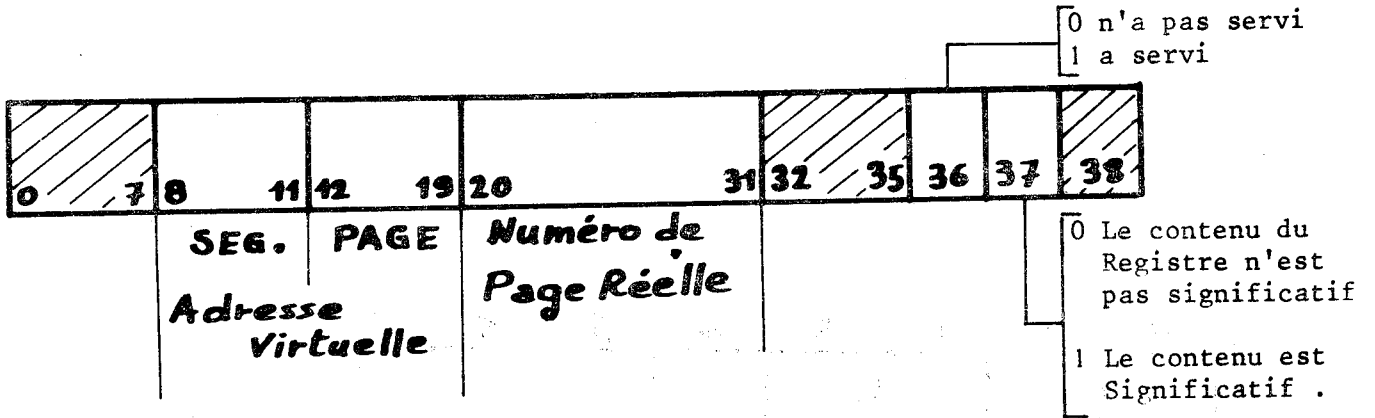 0 n'a pas servi
1 a servi
0 7 8 11 12 19 20 31 32 35 36 37 38
SEG. PAGE Numéro de
Page Réelle
Adresse
Virtuelle
0 Le contenu du
Registre n'est
pas significatif
1 Le contenu est
Significatif .